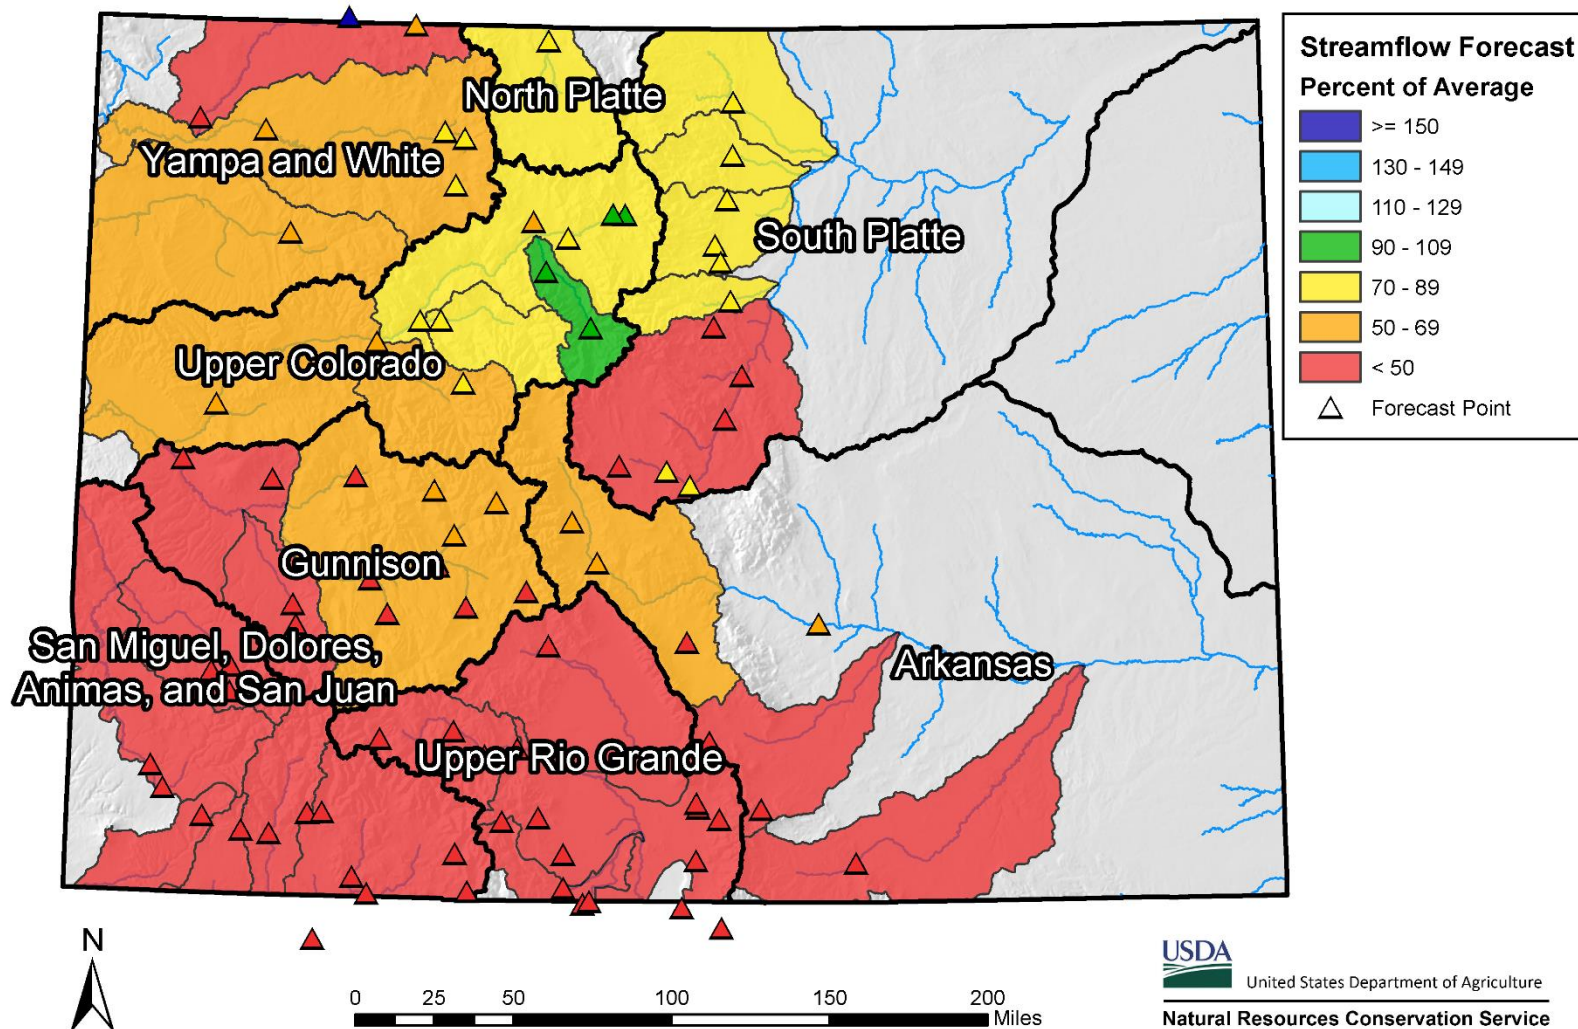 Streamflow Forecast
Percent of Average
>= 150
130 - 149
110 - 129
90 - 109
70 - 89
50 - 69
< 50
Forecast Point
North Platte
Yampa and White
South Platte
Upper Colorado
Gunnison
San Miguel, Dolores,
Animas, and San Juan
Arkansas
Upper Rio Grande
N
0 25 50 100 150 200
Miles
USDA
United States Department of Agriculture
Natural Resources Conservation Service